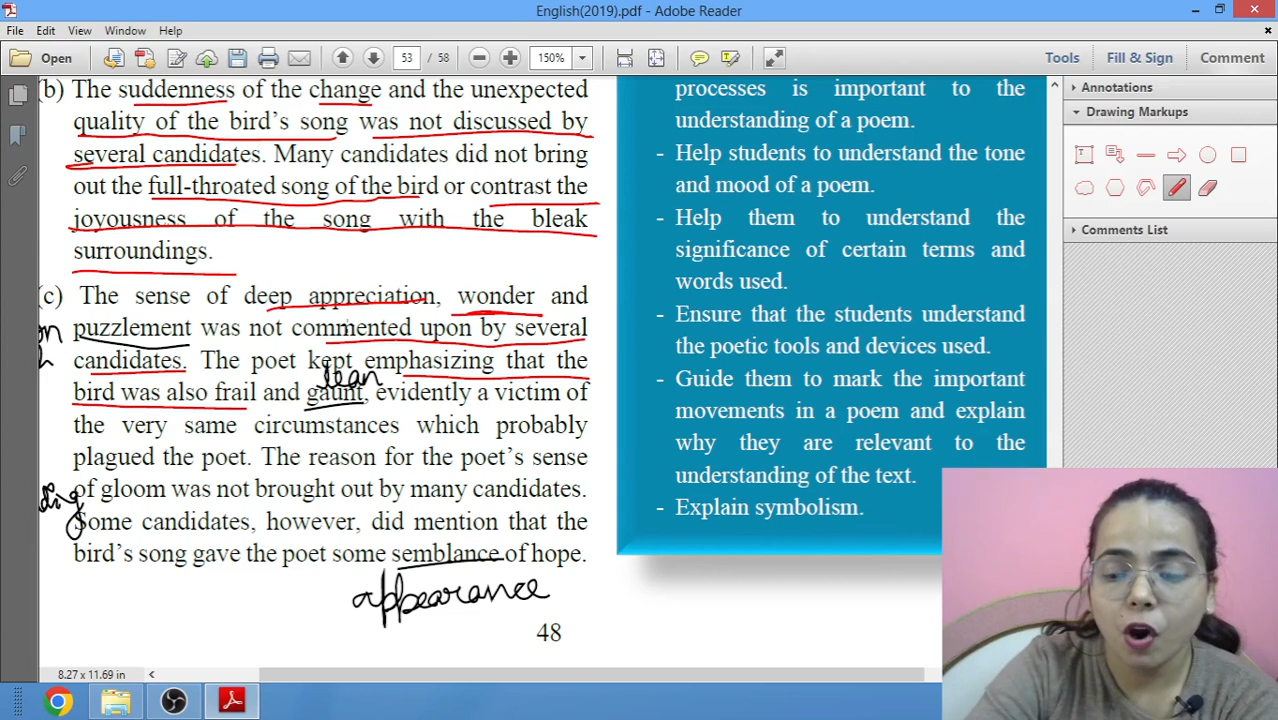 English(2019).pdf - Adobe Reader
File Edit View Window Help
Open 53 / 58 150% Tools Fill & Sign Comment
(b) The suddenness of the change and the unexpected
quality of the bird's song was not discussed by
several candidates. Many candidates did not bring
out the full-throated song of the bird or contrast the
joyousness of the song with the bleak
surroundings.
(c) The sense of deep appreciation, wonder and
puzzlement was not commented upon by several
candidates. The poet kept emphasizing that the
lean
bird was also frail and gaunt, evidently a victim of
the very same circumstances which probably
plagued the poet. The reason for the poet's sense
of gloom was not brought out by many candidates.
Some candidates, however, did mention that the
bird's song gave the poet some semblance of hope.
appearance
48
processes is important to the
understanding of a poem.
- Help students to understand the tone
and mood of a poem.
- Help them to understand the
significance of certain terms and
words used.
- Ensure that the students understand
the poetic tools and devices used.
- Guide them to mark the important
movements in a poem and explain
why they are relevant to the
understanding of the text.
- Explain symbolism.
Annotations
Drawing Markups
Comments List
8.27 x 11.69 in